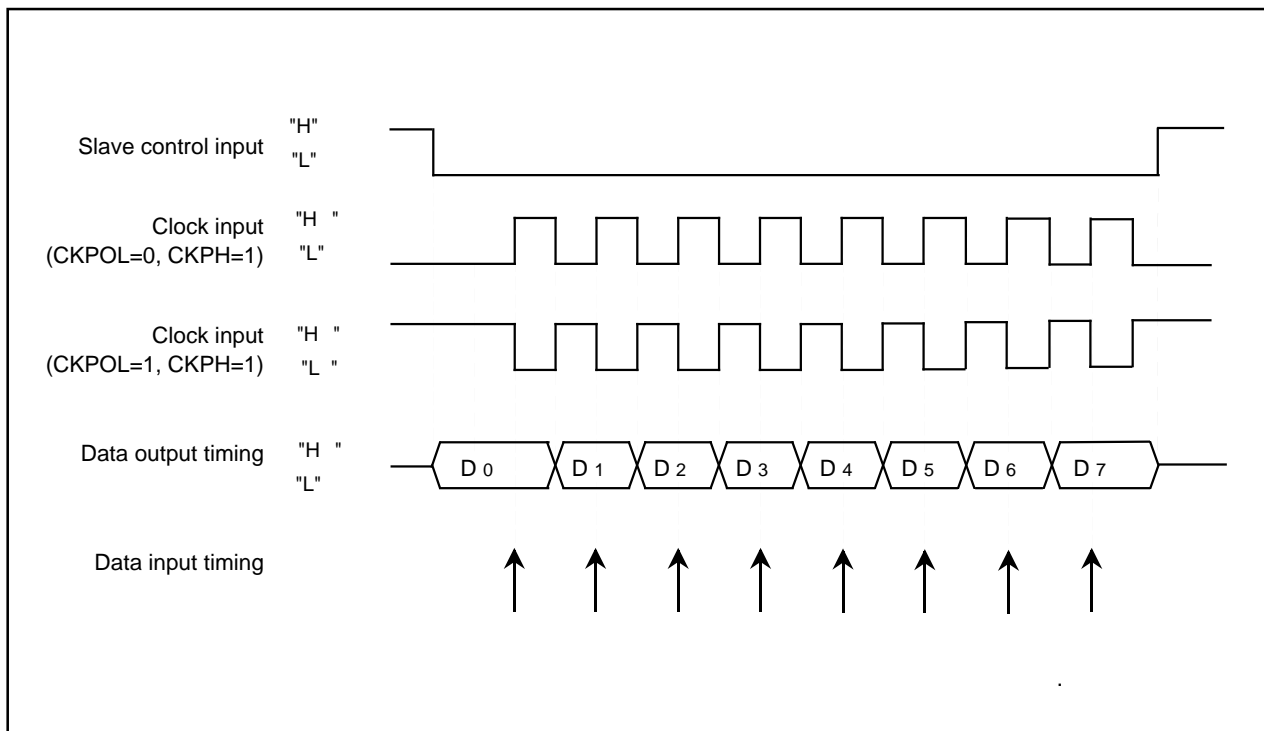 Slave control input
"H"
"L"
Clock input
(CKPOL=0, CKPH=1)
"H "
"L"
Clock input
(CKPOL=1, CKPH=1)
"H "
"L "
Data output timing
"H "
"L"
D 0 D 1 D 2 D 3 D 4 D 5 D 6 D 7
Data input timing
.